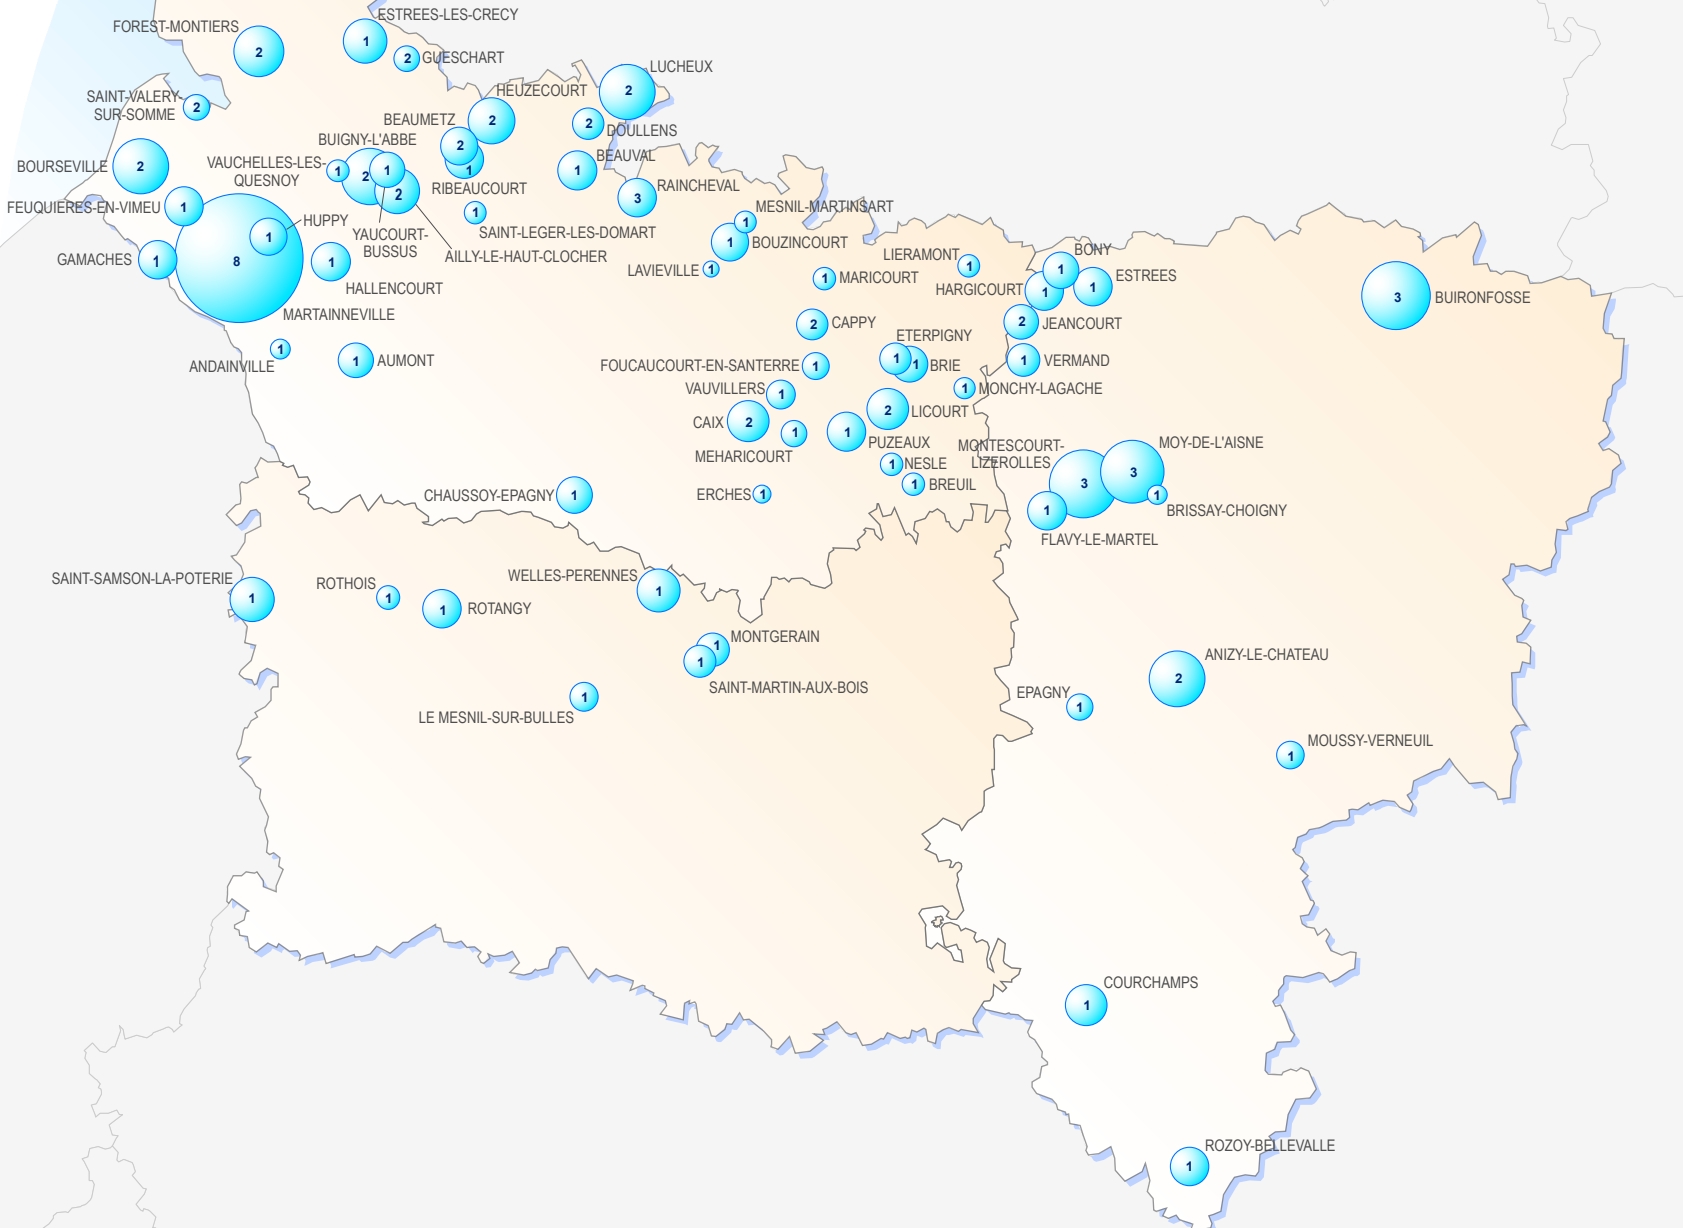 ESTREES-LES-CRECY
1
FOREST-MONTIERS
2
2
GUESCHART
LUCHEUX
2
HEUZECOURT
2
SAINT-VALERY-
SUR-SOMME
2
BEAUMETZ
2
2
DOULLENS
BUIGNY-L'ABBE
2
BEAUVAL
1
BOURSEVILLE
2
VAUCHELLES-LES-
QUESNOY
1
1
2
1
RIBEAUCOURT
RAINCHEVAL
3
FEUQUIERES-EN-VIMEU
1
HUPPY
1
SAINT-LEGER-LES-DOMART
1
MESNIL-MARTINSART
1
YAUCOURT-
BUSSUS
AILLY-LE-HAUT-CLOCHER
1
BOUZINCOURT
GAMACHES
1
8
MARTAINNEVILLE
1
HALLENCOURT
LAVIEVILLE
1
1
MARICOURT
LIERAMONT
1
BONY
1
HARGICOURT
1
1
ESTREES
3
BUIRONFOSSE
2
CAPPY
2
JEANCOURT
ANDAINVILLE
1
1
AUMONT
ETERPIGNY
1
1
BRIE
1
VERMAND
FOUCAUCOURT-EN-SANTERRE
1
VAUVILLERS
1
1
MONCHY-LAGACHE
CAIX
2
2
LICOURT
MEHARICOURT
1
1
PUZEAUX
MONTESCOURT-
LIZEROLLES
3
MOY-DE-L'AISNE
3
1
NESLE
1
BREUIL
CHAUSSOY-EPAGNY
1
ERCHES
1
1
BRISSAY-CHOIGNY
1
FLAVY-LE-MARTEL
SAINT-SAMSON-LA-POTERIE
1
ROTHOIS
1
1
ROTANGY
WELLES-PERENNES
1
1
MONTGERAIN
1
SAINT-MARTIN-AUX-BOIS
LE MESNIL-SUR-BULLES
1
ANIZY-LE-CHATEAU
2
EPAGNY
1
MOUSSY-VERNEUIL
1
COURCHAMPS
1
ROZOY-BELLEVALLE
1